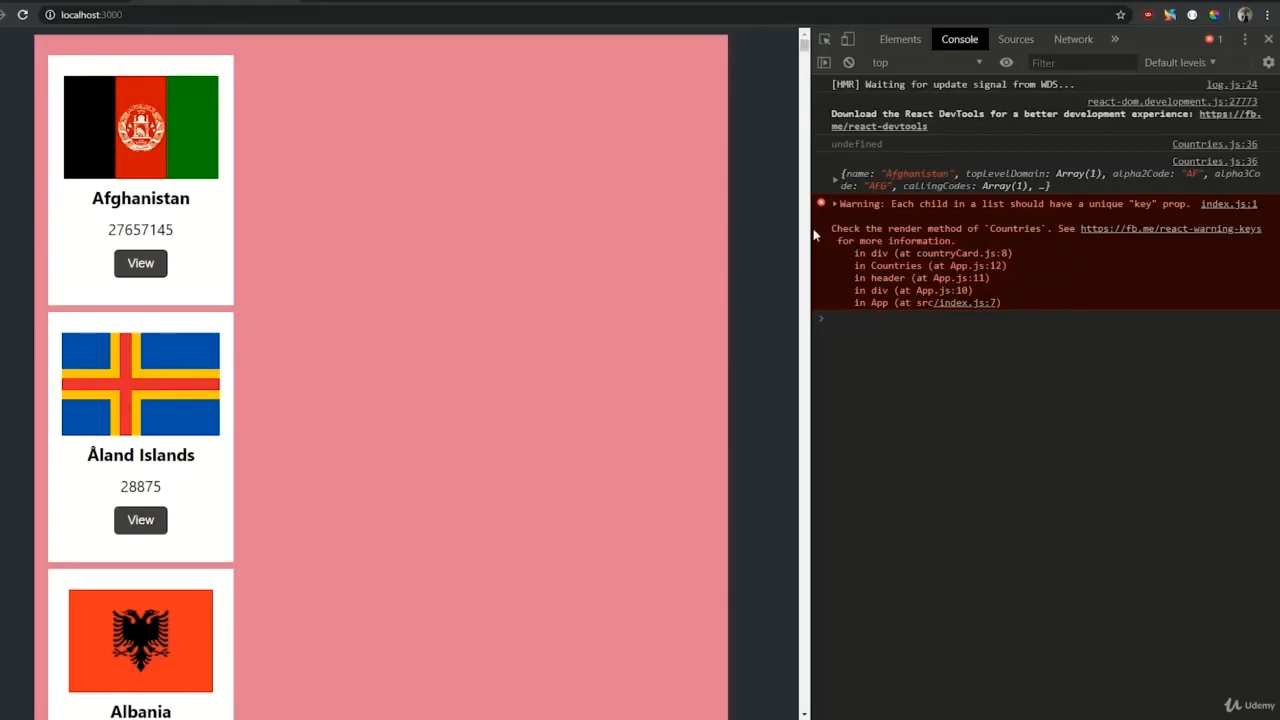 localhost:3000
Afghanistan
27657145
View
Åland Islands
28875
View
Albania
Elements Console Sources Network » 1
top Filter Default levels
[HMR] Waiting for update signal from WDS... log.js:24
react-dom.development.js:27773
Download the React DevTools for a better development experience: https://fb.
me/react-devtools
undefined Countries.js:36
Countries.js:36
{name: "Afghanistan", topLevelDomain: Array(1), alpha2Code: "AF", alpha3Co
de: "AFG", callingCodes: Array(1), …}
Warning: Each child in a list should have a unique "key" prop. index.js:1
Check the render method of `Countries`. See https://fb.me/react-warning-keys
for more information.
in div (at countryCard.js:8)
in Countries (at App.js:12)
in header (at App.js:11)
in div (at App.js:10)
in App (at src/index.js:7)
Udemy